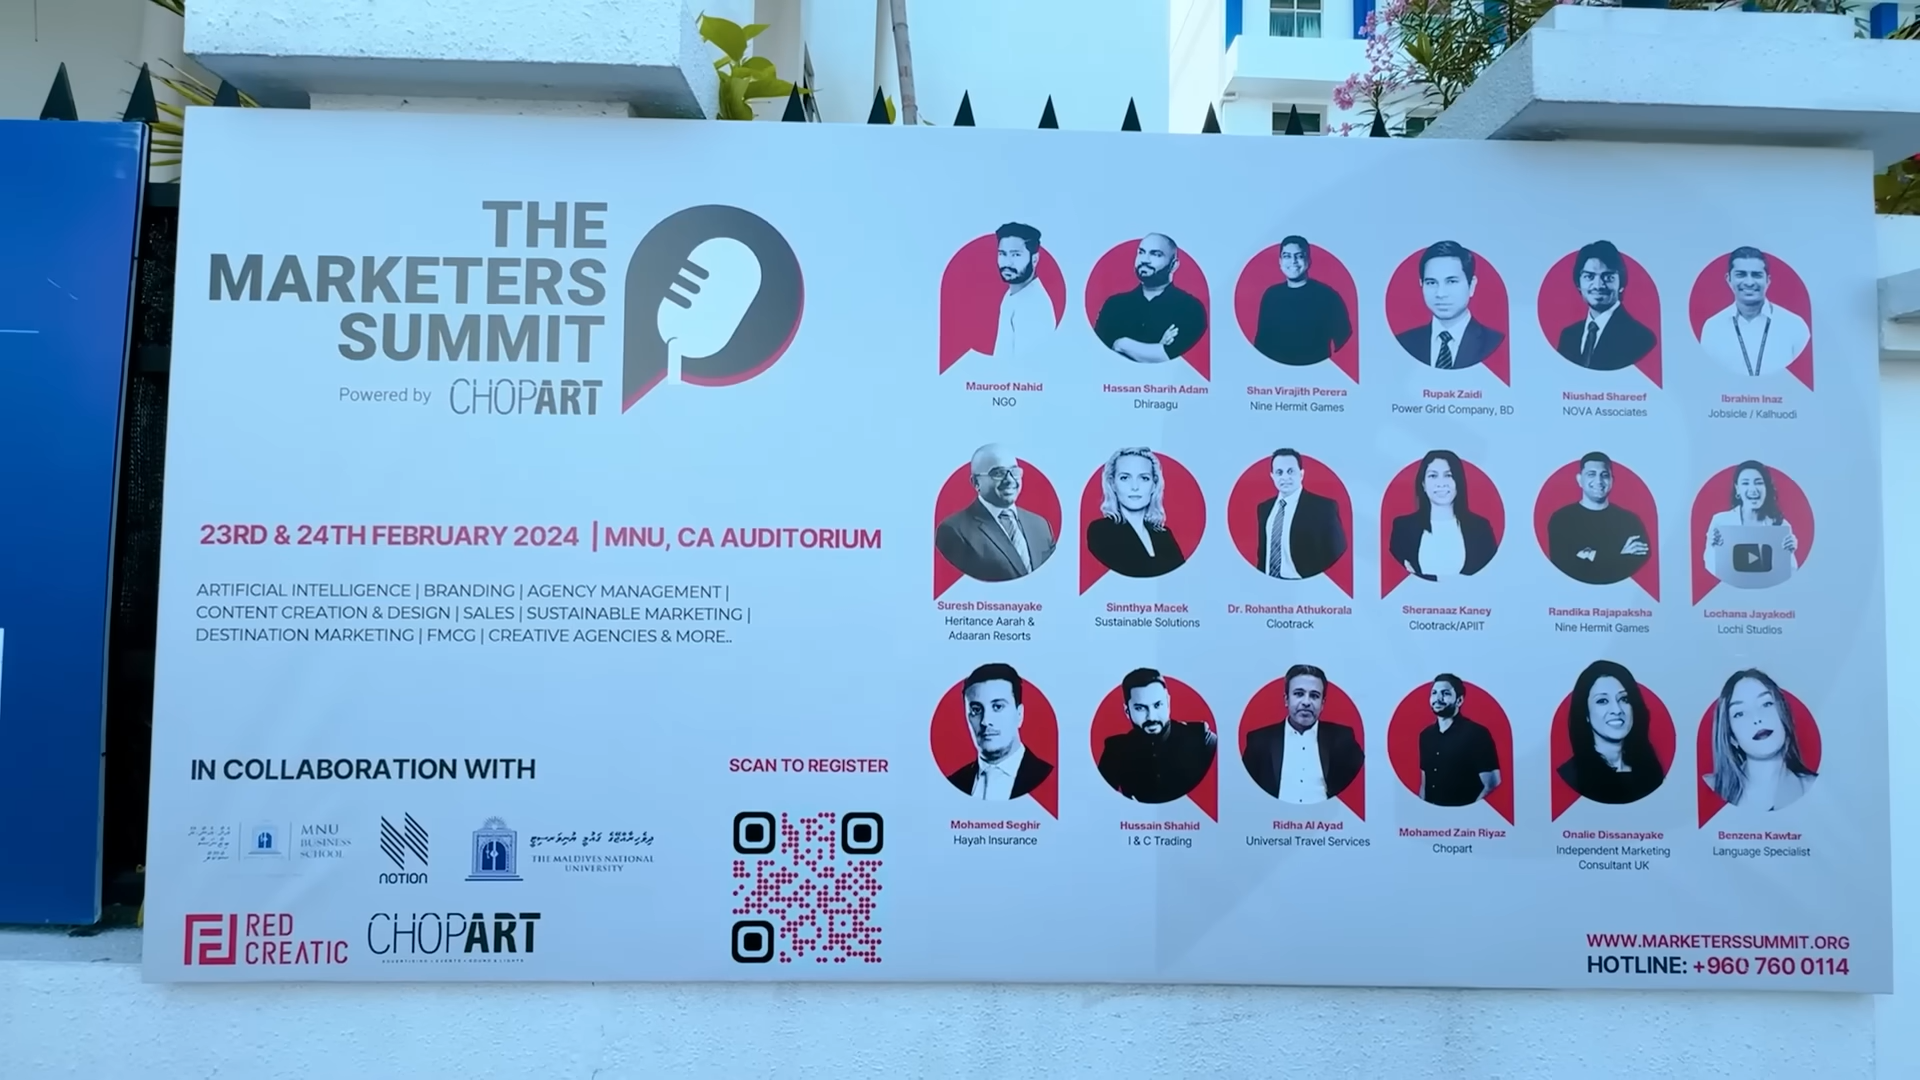 THE
MARKETERS
SUMMIT
Powered by CHOPART
23RD & 24TH FEBRUARY 2024 | MNU, CA AUDITORIUM
ARTIFICIAL INTELLIGENCE | BRANDING | AGENCY MANAGEMENT |
CONTENT CREATION & DESIGN | SALES | SUSTAINABLE MARKETING |
DESTINATION MARKETING | FMCG | CREATIVE AGENCIES & MORE..
IN COLLABORATION WITH
MNU
BUSINESS
SCHOOL
NOTION
THE MALDIVES NATIONAL
UNIVERSITY
RED
CREATIC
CHOPART
SCAN TO REGISTER
Mauroof Nahid
NGO
Hassan Sharih Adam
Dhiraagu
Shan Virajith Perera
Nine Hermit Games
Rupak Zaidi
Power Grid Company, BD
Niushad Shareef
NOVA Associates
Ibrahim Inaz
Jobsicle / Kalhuodi
Suresh Dissanayake
Heritance Aarah &
Adaaran Resorts
Sinnthya Macek
Sustainable Solutions
Dr. Rohantha Athukorala
Clootrack
Sheranaaz Kaney
Clootrack/APIIT
Randika Rajapaksha
Nine Hermit Games
Lochana Jayakodi
Lochi Studios
Mohamed Seghir
Hayah Insurance
Hussain Shahid
I & C Trading
Ridha Al Ayad
Universal Travel Services
Mohamed Zain Riyaz
Chopart
Onalie Dissanayake
Independent Marketing
Consultant UK
Benzena Kawtar
Language Specialist
WWW.MARKETERSSUMMIT.ORG
HOTLINE: +960 760 0114